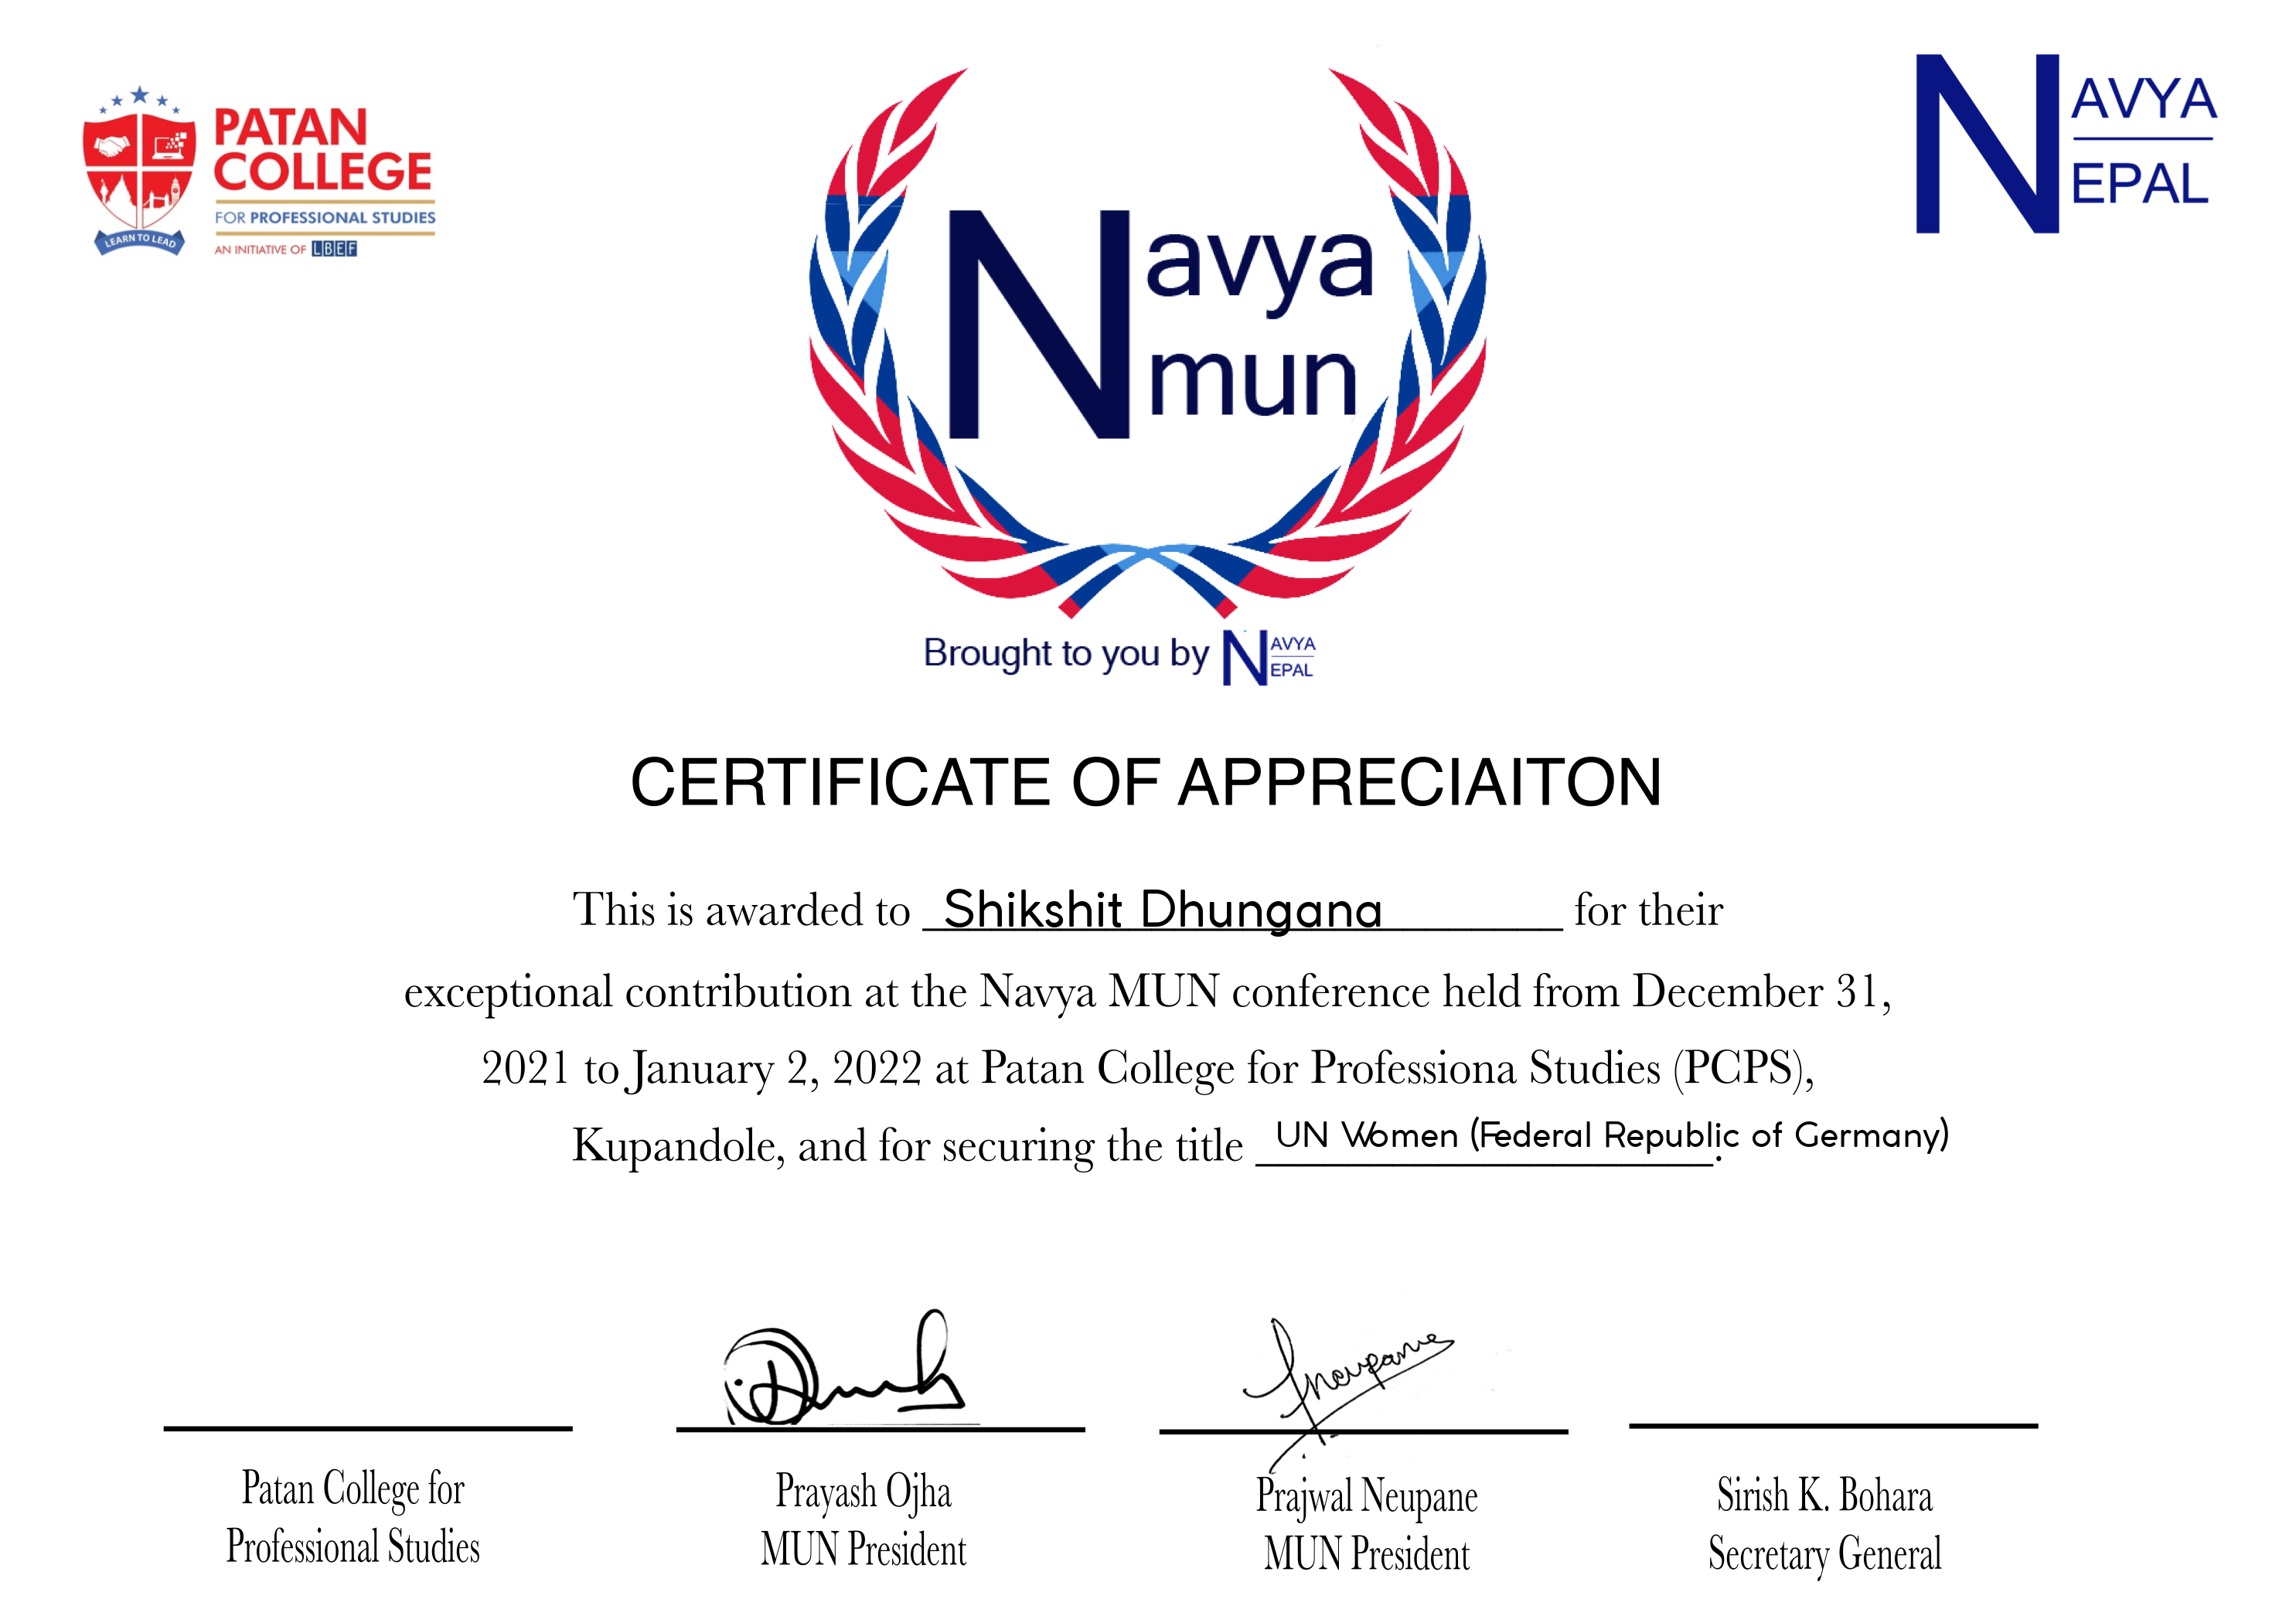 PATAN
COLLEGE
FOR PROFESSIONAL STUDIES
AN INITIATIVE OF LBEF
LEARN TO LEAD
Navya
mun
NAVYA
NEPAL
Brought to you by NAVYA NEPAL
CERTIFICATE OF APPRECIAITON
This is awarded to Shikshit Dhungana for their
exceptional contribution at the Navya MUN conference held from December 31,
2021 to January 2, 2022 at Patan College for Professiona Studies (PCPS),
Kupandole, and for securing the title UN Women (Federal Republic of Germany).
Patan College for
Professional Studies
Prayash Ojha
MUN President
Prajwal Neupane
MUN President
Sirish K. Bohara
Secretary General